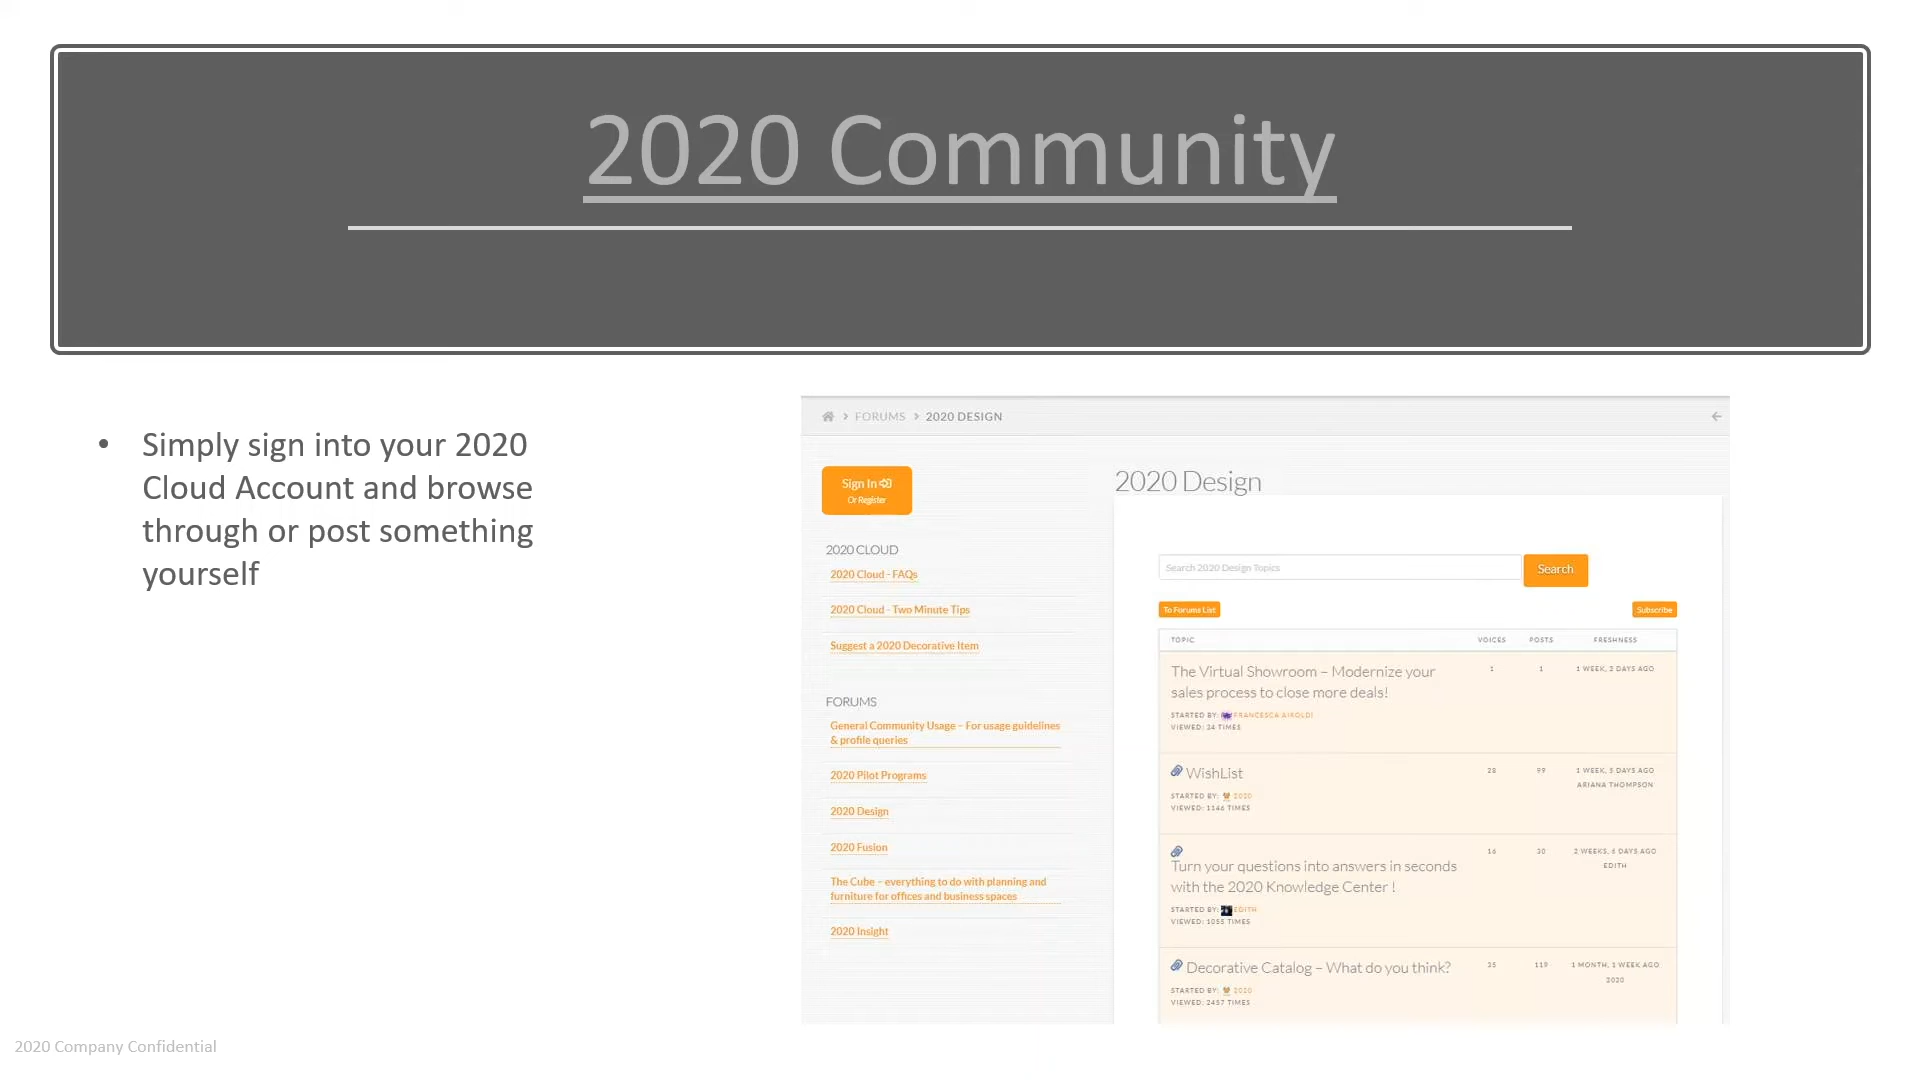 2020 Community
Simply sign into your 2020
Cloud Account and browse
through or post something
yourself
FORUMS
2020 DESIGN
Sign In
Or Register
2020 CLOUD
2020 Cloud - FAQs
2020 Cloud - Two Minute Tips
Suggest a 2020 Decorative Item
FORUMS
General Community Usage – For usage guidelines
& profile queries
2020 Pilot Programs
2020 Design
2020 Fusion
The Cube – everything to do with planning and
furniture for offices and business spaces
2020 Insight
2020 Design
Search 2020 Design Topics
Search
To Forums List
Subscribe
TOPIC VOICES POSTS FRESHNESS
The Virtual Showroom – Modernize your
sales process to close more deals!
1 1 1 WEEK, 2 DAYS AGO
STARTED BY: FRANCESCA AIROLDI
VIEWED: 24 TIMES
WishList
28 99 1 WEEK, 5 DAYS AGO
ARIANA THOMPSON
STARTED BY: 2020
VIEWED: 1146 TIMES
Turn your questions into answers in seconds
with the 2020 Knowledge Center !
16 30 2 WEEKS, 6 DAYS AGO
EDITH
STARTED BY: EDITH
VIEWED: 1055 TIMES
Decorative Catalog – What do you think?
35 119 1 MONTH, 1 WEEK AGO
2020
STARTED BY: 2020
VIEWED: 2457 TIMES
2020 Company Confidential